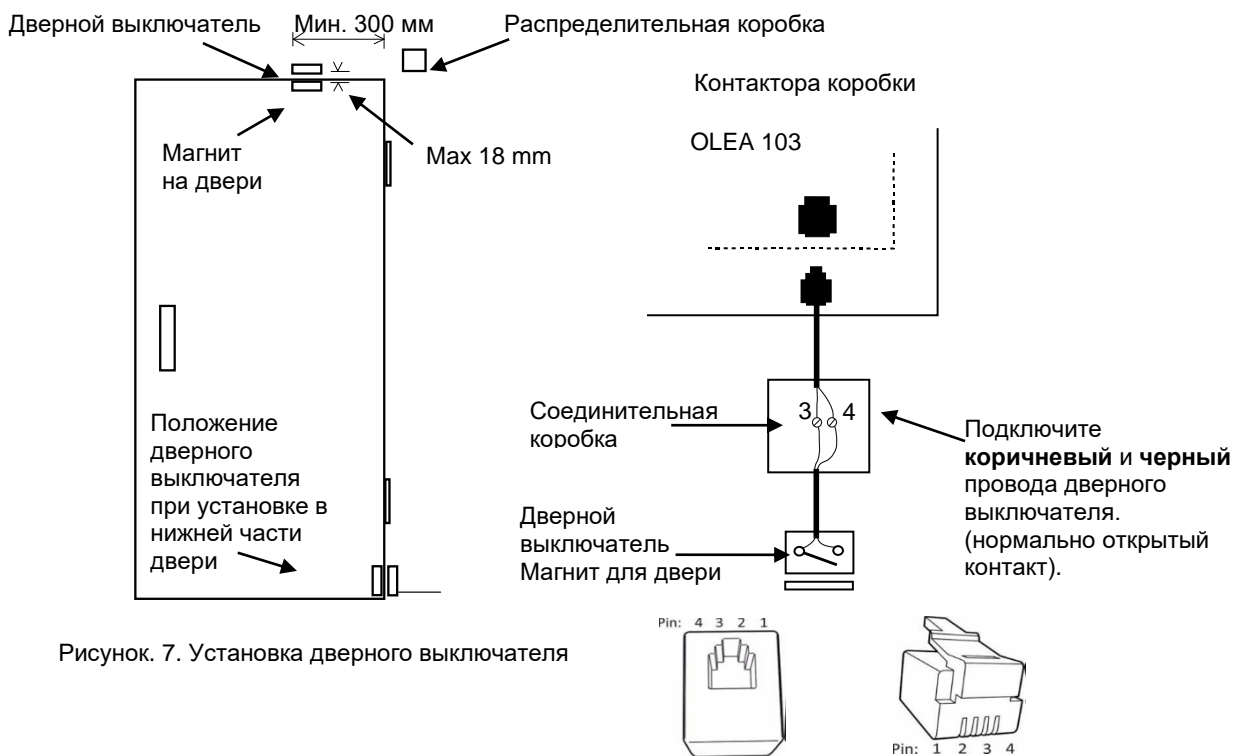 Дверной выключатель
Мин. 300 мм
Распределительная коробка
Контактора коробки
OLEA 103
Магнит
на двери
Max 18 mm
Положение
дверного
выключателя
при установке в
нижней части
двери
Соединительная
коробка
3 4
Подключите
коричневый и черный
провода дверного
выключателя.
(нормально открытый
контакт).
Дверной
выключатель
Магнит для двери
Pin: 4 3 2 1
Pin: 1 2 3 4
Рисунок. 7. Установка дверного выключателя